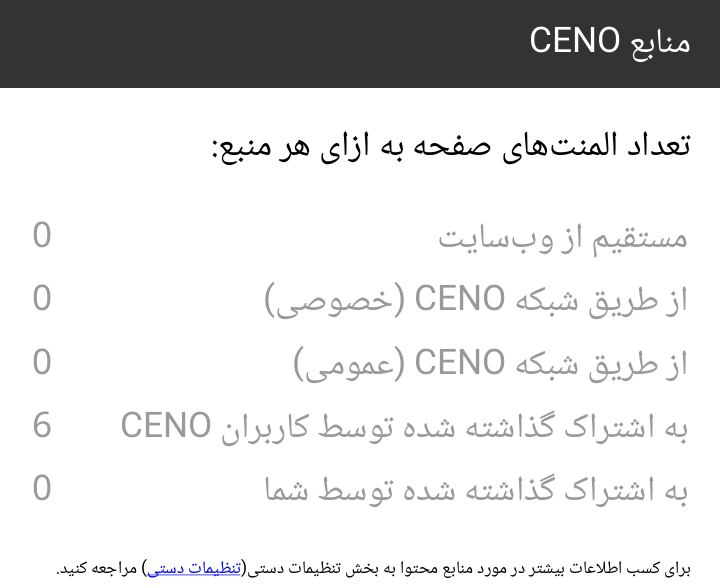 منابع CENO
تعداد المنت‌های صفحه به ازای هر منبع:
مستقیم از وب‌سایت 0
از طریق شبکه CENO (خصوصی) 0
از طریق شبکه CENO (عمومی) 0
به اشتراک گذاشته شده توسط کاربران CENO 6
به اشتراک گذاشته شده توسط شما 0
برای کسب اطلاعات بیشتر در مورد منابع محتوا به بخش تنظیمات دستی(تنظیمات دستی) مراجعه کنید.